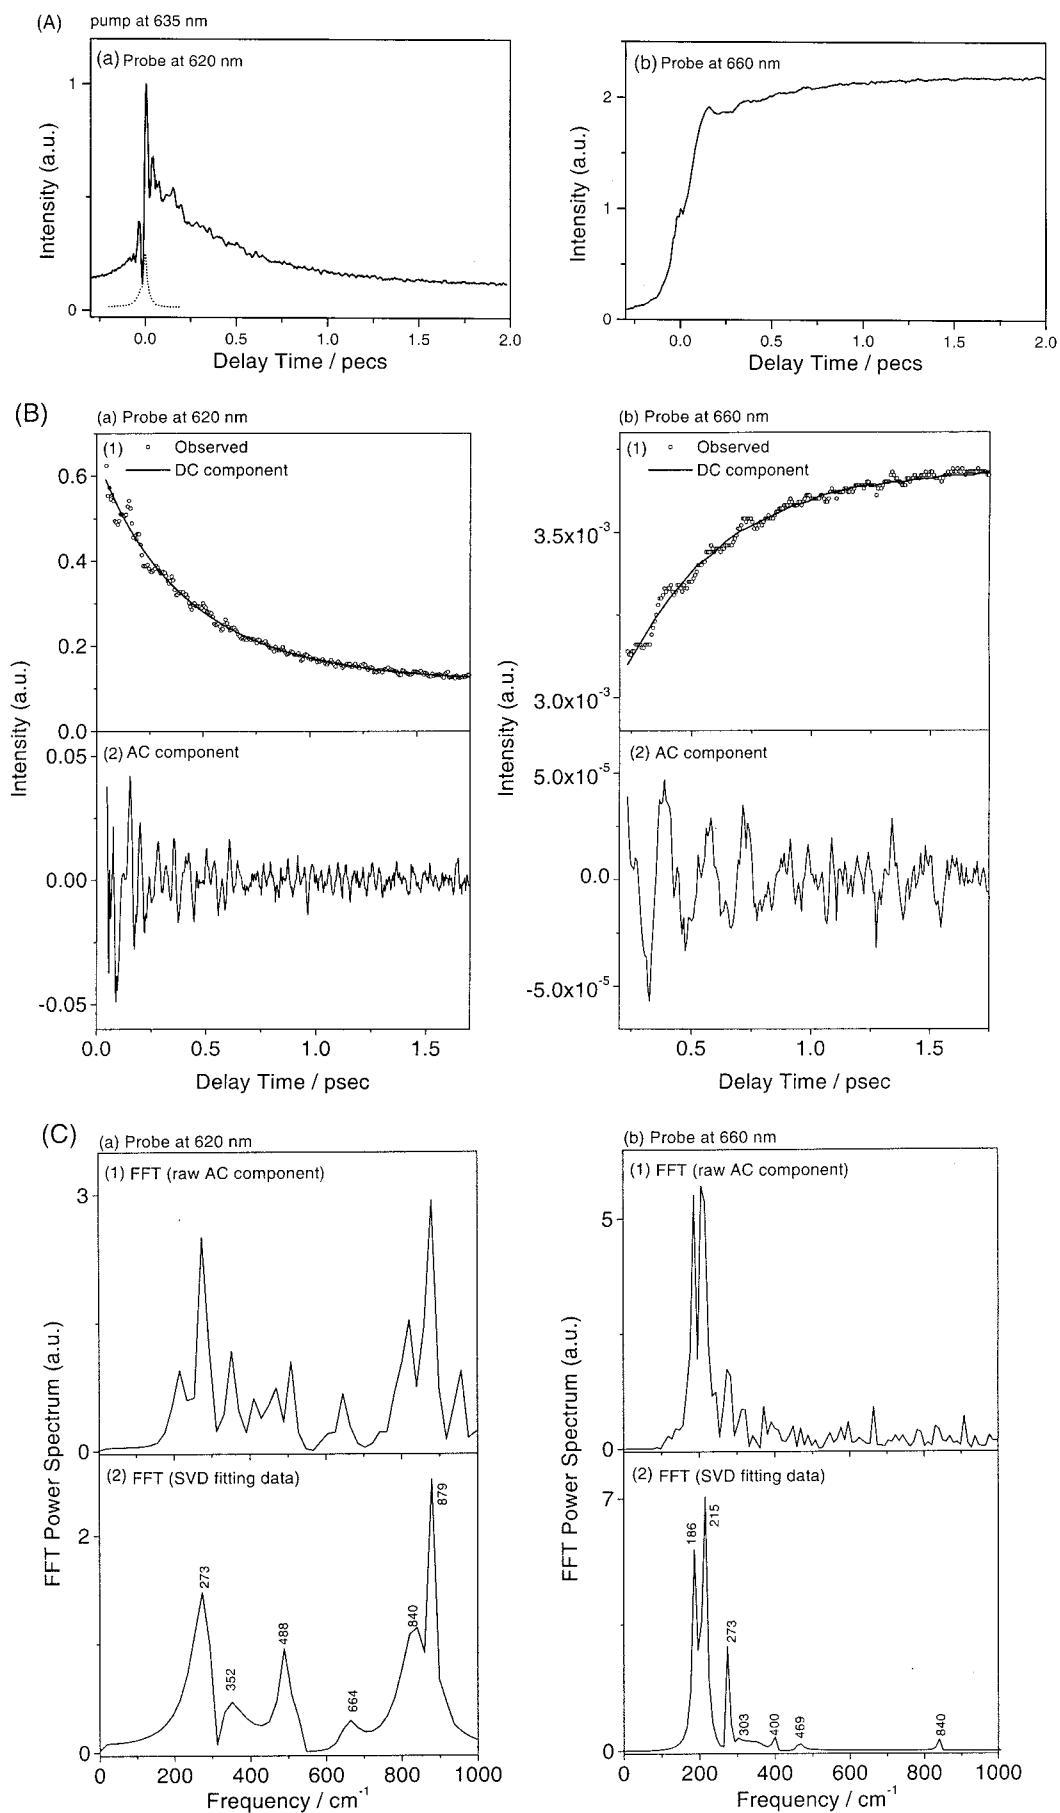 (A) pump at 635 nm
(a) Probe at 620 nm
1
0
Intensity (a.u.)
0.0 0.5 1.0 1.5 2.0
Delay Time / pecs
(b) Probe at 660 nm
2
1
0
Intensity (a.u.)
0.0 0.5 1.0 1.5 2.0
Delay Time / pecs
(B)
(a) Probe at 620 nm
(1) Observed
DC component
0.6
0.4
0.2
0.0
Intensity (a.u.)
(2) AC component
0.05
0.00
-0.05
0.0 0.5 1.0 1.5
Delay Time / psec
(b) Probe at 660 nm
(1) Observed
DC component
3.5x10⁻³
3.0x10⁻³
Intensity (a.u.)
(2) AC component
5.0x10⁻⁵
0.0
-5.0x10⁻⁵
0.5 1.0 1.5
Delay Time / psec
(C)
(a) Probe at 620 nm
(1) FFT (raw AC component)
3
0
FFT Power Spectrum (a.u.)
(2) FFT (SVD fitting data)
2
0
273
352
488
664
840
879
0 200 400 600 800 1000
Frequency / cm⁻¹
(b) Probe at 660 nm
(1) FFT (raw AC component)
5
0
FFT Power Spectrum (a.u.)
(2) FFT (SVD fitting data)
7
0
186
215
273
303
400
469
840
0 200 400 600 800 1000
Frequency / cm⁻¹